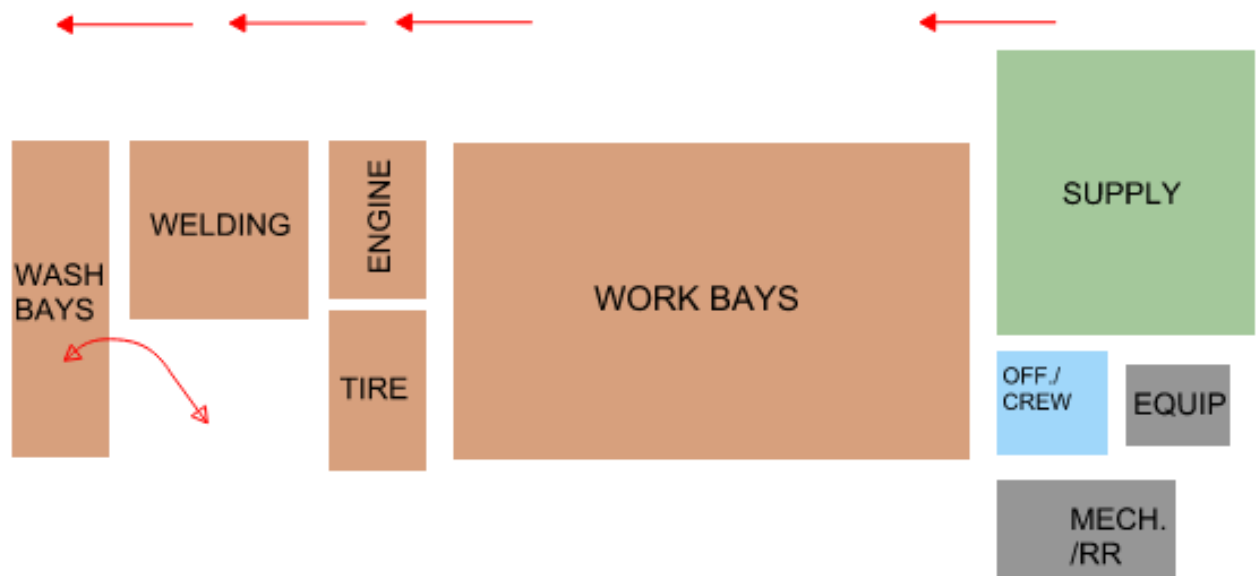 WASH
BAYS
WELDING
ENGINE
TIRE
WORK BAYS
SUPPLY
OFF./
CREW
EQUIP
MECH.
/RR